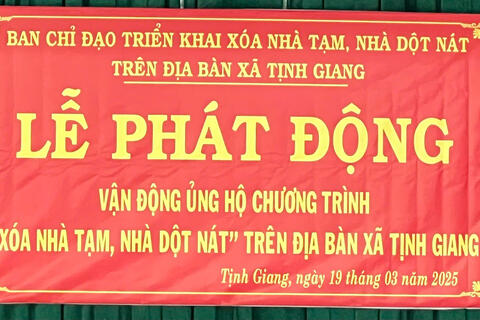 BAN CHỈ ĐẠO TRIỂN KHAI XÓA NHÀ TẠM, NHÀ DỘT NÁT
TRÊN ĐỊA BÀN XÃ TỊNH GIANG
LỄ PHÁT ĐỘNG
VẬN ĐỘNG ỦNG HỘ CHƯƠNG TRÌNH
XÓA NHÀ TẠM, NHÀ DỘT NÁT” TRÊN ĐỊA BÀN XÃ TỊNH GIANG
Tịnh Giang, ngày 19 tháng 03 năm 2025